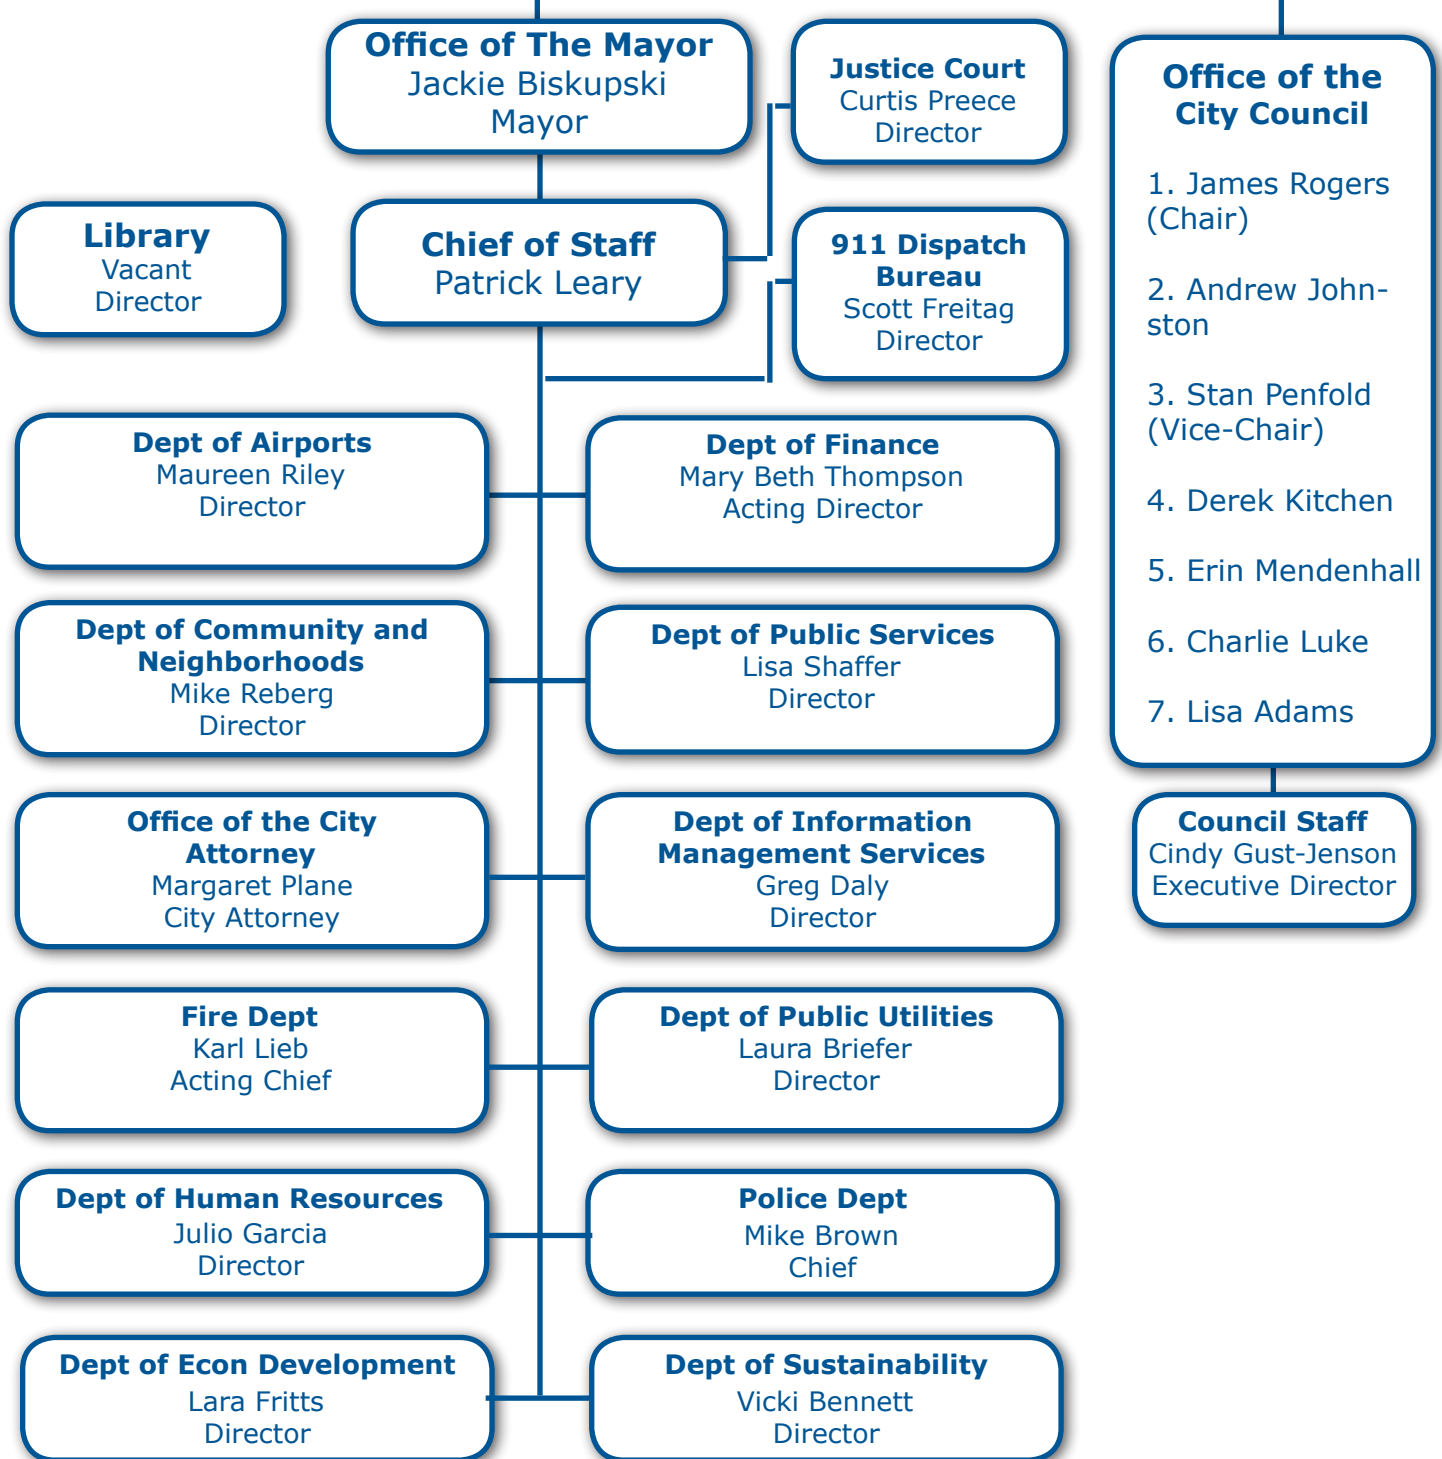 Office of The Mayor
Jackie Biskupski
Mayor
Justice Court
Curtis Preece
Director
Office of the
City Council
1. James Rogers
(Chair)
2. Andrew John-
ston
3. Stan Penfold
(Vice-Chair)
4. Derek Kitchen
5. Erin Mendenhall
6. Charlie Luke
7. Lisa Adams
Library
Vacant
Director
Chief of Staff
Patrick Leary
911 Dispatch
Bureau
Scott Freitag
Director
Dept of Airports
Maureen Riley
Director
Dept of Finance
Mary Beth Thompson
Acting Director
Dept of Community and
Neighborhoods
Mike Reberg
Director
Dept of Public Services
Lisa Shaffer
Director
Office of the City
Attorney
Margaret Plane
City Attorney
Dept of Information
Management Services
Greg Daly
Director
Council Staff
Cindy Gust-Jenson
Executive Director
Fire Dept
Karl Lieb
Acting Chief
Dept of Public Utilities
Laura Briefer
Director
Dept of Human Resources
Julio Garcia
Director
Police Dept
Mike Brown
Chief
Dept of Econ Development
Lara Fritts
Director
Dept of Sustainability
Vicki Bennett
Director